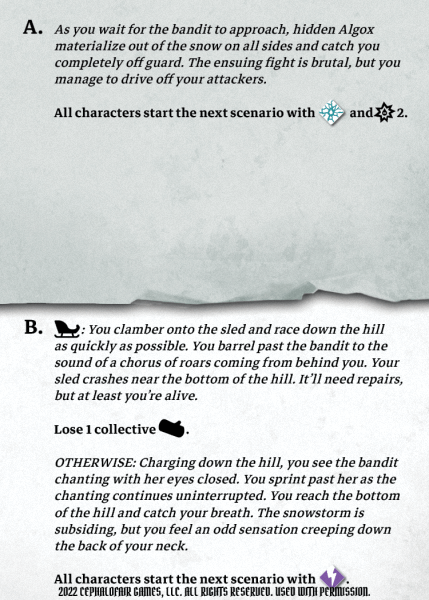 A. As you wait for the bandit to approach, hidden Algox
materialize out of the snow on all sides and catch you
completely off guard. The ensuing fight is brutal, but you
manage to drive off your attackers.
All characters start the next scenario with and 2.
B. : You clamber onto the sled and race down the hill
as quickly as possible. You barrel past the bandit to the
sound of a chorus of roars coming from behind you. Your
sled crashes near the bottom of the hill. It’ll need repairs,
but at least you’re alive.
Lose 1 collective .
OTHERWISE: Charging down the hill, you see the bandit
chanting with her eyes closed. You sprint past her as the
chanting continues uninterrupted. You reach the bottom
of the hill and catch your breath. The snowstorm is
subsiding, but you feel an odd sensation creeping down
the back of your neck.
All characters start the next scenario with .
2022 CEPHALOFAIR GAMES, LLC. ALL RIGHTS RESERVED. USED WITH PERMISSION.